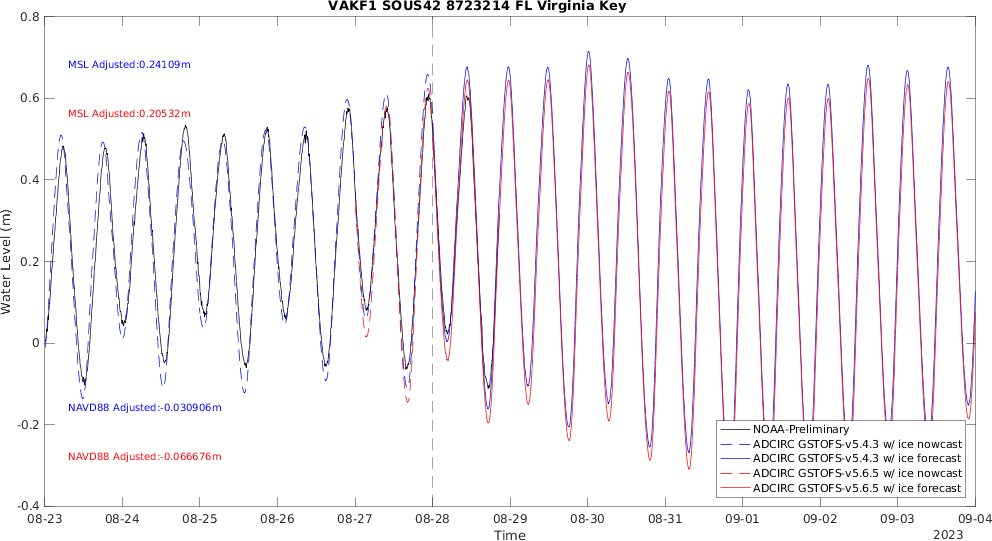 VAKF1 SOUS42 8723214 FL Virginia Key
0.8
0.6
0.4
0.2
0
-0.2
-0.4
Water Level (m)
MSL Adjusted:0.24109m
MSL Adjusted:0.20532m
NAVD88 Adjusted:-0.030906m
NAVD88 Adjusted:-0.066676m
NOAA-Preliminary
ADCIRC GSTOFS-v5.4.3 w/ ice nowcast
ADCIRC GSTOFS-v5.4.3 w/ ice forecast
ADCIRC GSTOFS-v5.6.5 w/ ice nowcast
ADCIRC GSTOFS-v5.6.5 w/ ice forecast
08-23 08-24 08-25 08-26 08-27 08-28 08-29 08-30 08-31 09-01 09-02 09-03 09-04
Time
2023